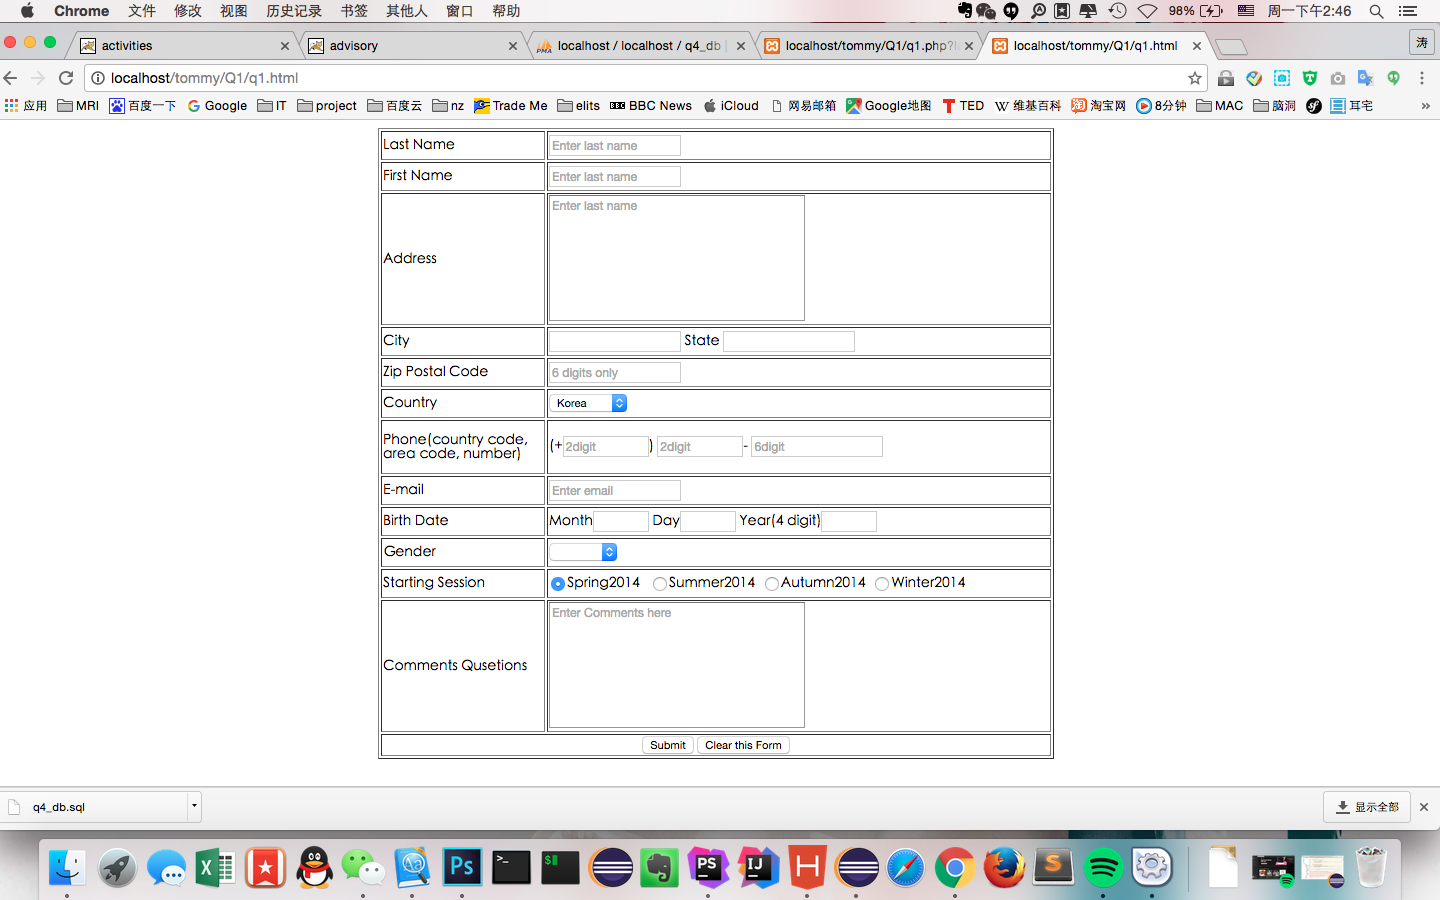 Chrome 文件 修改 视图 历史记录 书签 其他人 窗口 帮助 98% 周一下午2:46
activities advisory localhost / localhost / q4_db localhost/tommy/Q1/q1.php? localhost/tommy/Q1/q1.html 涛
localhost/tommy/Q1/q1.html
应用 MRI 百度一下 Google IT project 百度云 nz Trade Me elits BBC News iCloud 网易邮箱 Google地图 TED 维基百科 淘宝网 8分钟 MAC 脑洞 耳宅 »
Last Name Enter last name
First Name Enter last name
Address Enter last name
City State
Zip Postal Code 6 digits only
Country Korea
Phone(country code, area code, number) (+2digit) 2digit- 6digit
E-mail Enter email
Birth Date Month Day Year(4 digit)
Gender
Starting Session Spring2014 Summer2014 Autumn2014 Winter2014
Comments Qusetions Enter Comments here
Submit Clear this Form
q4_db.sql 显示全部